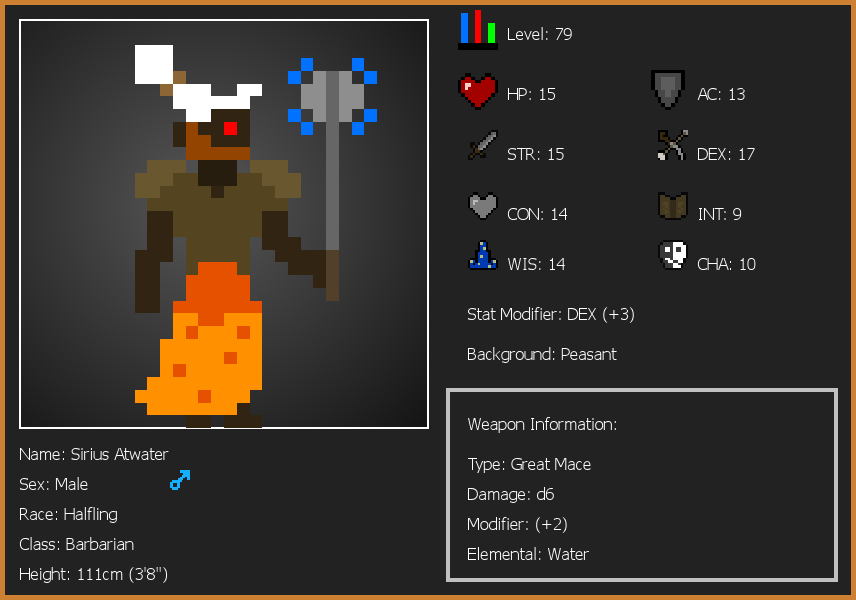 Level: 79
HP: 15
AC: 13
STR: 15
DEX: 17
CON: 14
INT: 9
WIS: 14
CHA: 10
Stat Modifier: DEX (+3)
Background: Peasant
Weapon Information:
Type: Great Mace
Damage: d6
Modifier: (+2)
Elemental: Water
Name: Sirius Atwater
Sex: Male
Race: Halfling
Class: Barbarian
Height: 111cm (3'8")